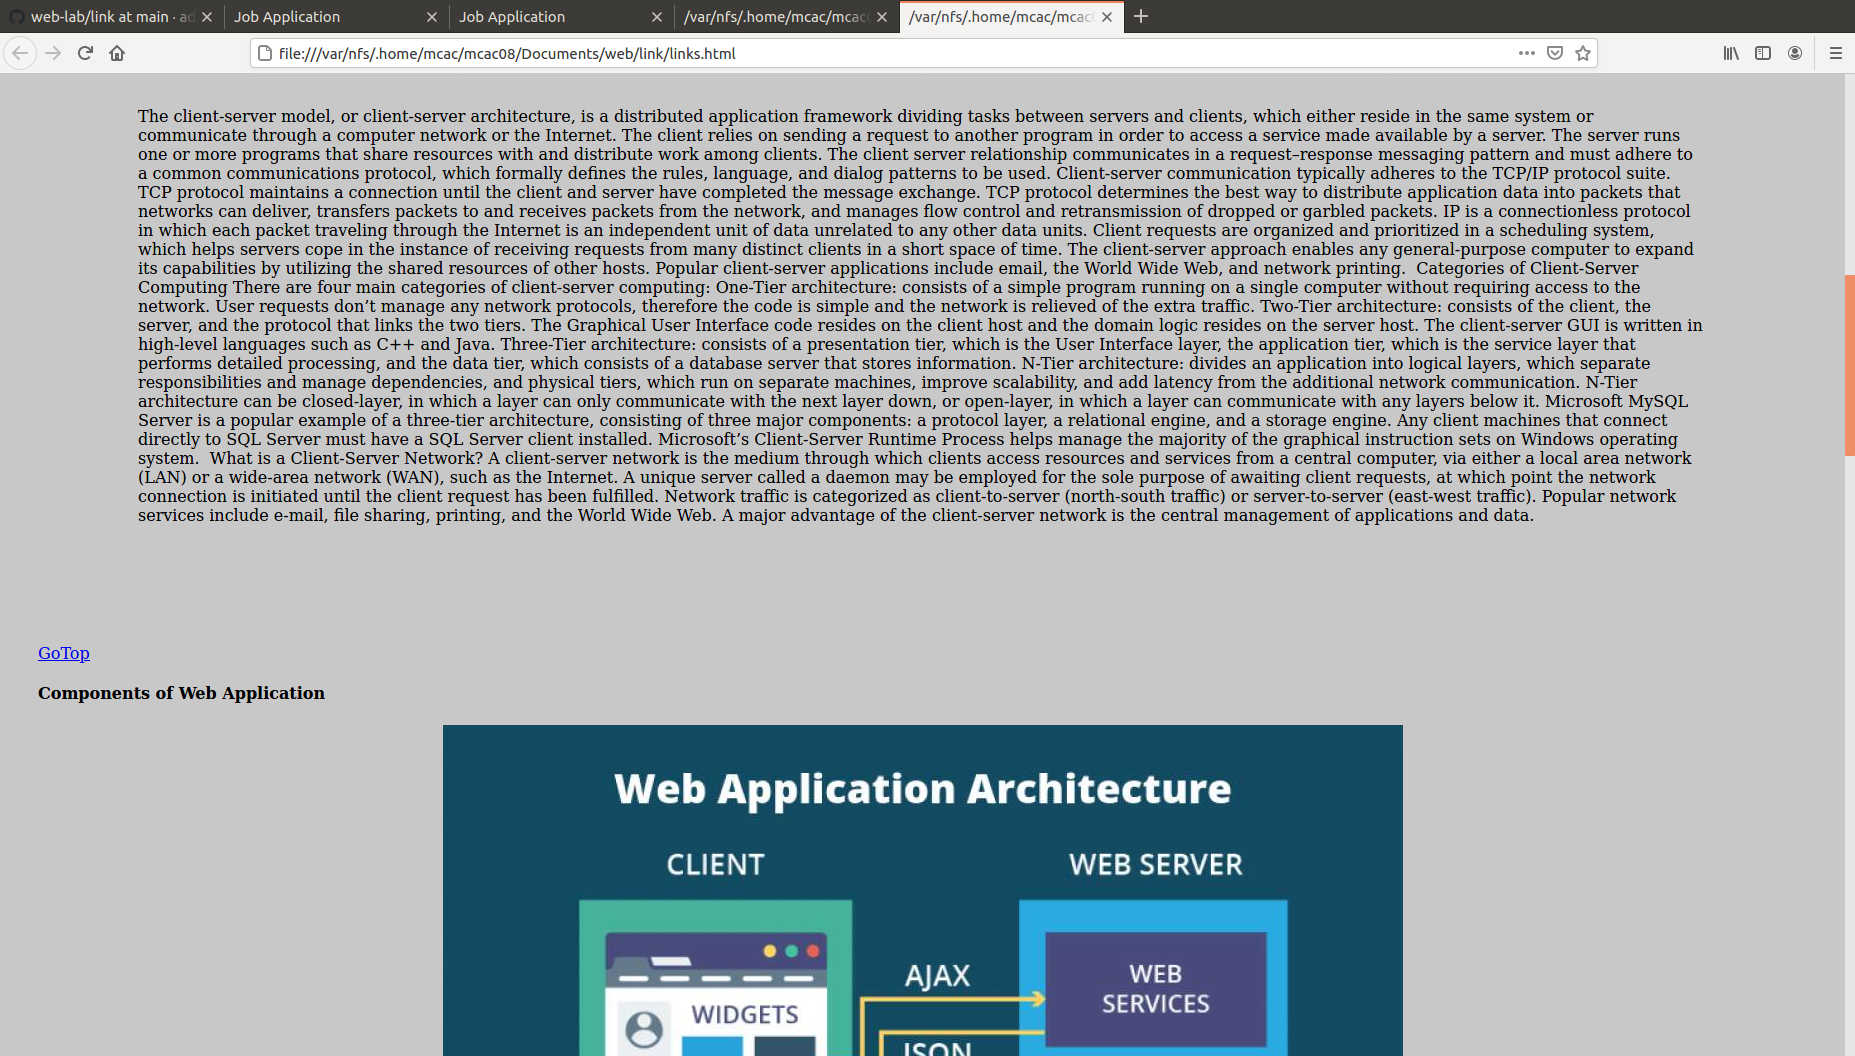 web-lab/link at main · ad
Job Application
Job Application
/var/nfs/.home/mcac/mcac
/var/nfs/.home/mcac/mcac
file:///var/nfs/.home/mcac/mcac08/Documents/web/link/links.html
The client-server model, or client-server architecture, is a distributed application framework dividing tasks between servers and clients, which either reside in the same system or
communicate through a computer network or the Internet. The client relies on sending a request to another program in order to access a service made available by a server. The server runs
one or more programs that share resources with and distribute work among clients. The client server relationship communicates in a request–response messaging pattern and must adhere to
a common communications protocol, which formally defines the rules, language, and dialog patterns to be used. Client-server communication typically adheres to the TCP/IP protocol suite.
TCP protocol maintains a connection until the client and server have completed the message exchange. TCP protocol determines the best way to distribute application data into packets that
networks can deliver, transfers packets to and receives packets from the network, and manages flow control and retransmission of dropped or garbled packets. IP is a connectionless protocol
in which each packet traveling through the Internet is an independent unit of data unrelated to any other data units. Client requests are organized and prioritized in a scheduling system,
which helps servers cope in the instance of receiving requests from many distinct clients in a short space of time. The client-server approach enables any general-purpose computer to expand
its capabilities by utilizing the shared resources of other hosts. Popular client-server applications include email, the World Wide Web, and network printing.  Categories of Client-Server
Computing There are four main categories of client-server computing: One-Tier architecture: consists of a simple program running on a single computer without requiring access to the
network. User requests don’t manage any network protocols, therefore the code is simple and the network is relieved of the extra traffic. Two-Tier architecture: consists of the client, the
server, and the protocol that links the two tiers. The Graphical User Interface code resides on the client host and the domain logic resides on the server host. The client-server GUI is written in
high-level languages such as C++ and Java. Three-Tier architecture: consists of a presentation tier, which is the User Interface layer, the application tier, which is the service layer that
performs detailed processing, and the data tier, which consists of a database server that stores information. N-Tier architecture: divides an application into logical layers, which separate
responsibilities and manage dependencies, and physical tiers, which run on separate machines, improve scalability, and add latency from the additional network communication. N-Tier
architecture can be closed-layer, in which a layer can only communicate with the next layer down, or open-layer, in which a layer can communicate with any layers below it. Microsoft MySQL
Server is a popular example of a three-tier architecture, consisting of three major components: a protocol layer, a relational engine, and a storage engine. Any client machines that connect
directly to SQL Server must have a SQL Server client installed. Microsoft’s Client-Server Runtime Process helps manage the majority of the graphical instruction sets on Windows operating
system.  What is a Client-Server Network? A client-server network is the medium through which clients access resources and services from a central computer, via either a local area network
(LAN) or a wide-area network (WAN), such as the Internet. A unique server called a daemon may be employed for the sole purpose of awaiting client requests, at which point the network
connection is initiated until the client request has been fulfilled. Network traffic is categorized as client-to-server (north-south traffic) or server-to-server (east-west traffic). Popular network
services include e-mail, file sharing, printing, and the World Wide Web. A major advantage of the client-server network is the central management of applications and data.
GoTop
Components of Web Application
Web Application Architecture
CLIENT
WEB SERVER
AJAX
WEB
SERVICES
WIDGETS
JSON